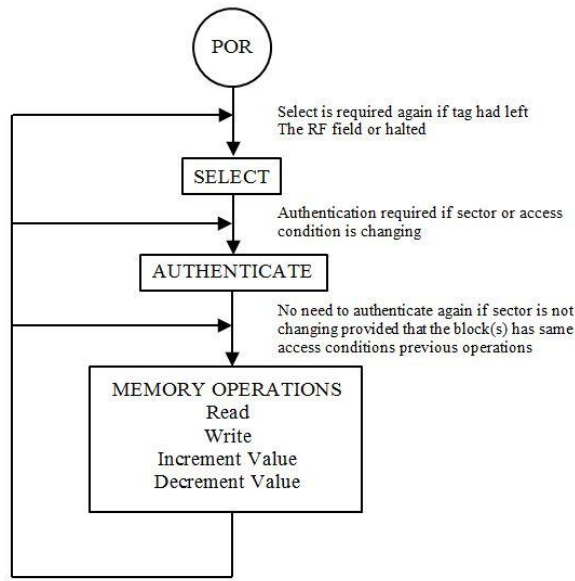 POR
Select is required again if tag had left
The RF field or halted
SELECT
Authentication required if sector or access
condition is changing
AUTHENTICATE
No need to authenticate again if sector is not
changing provided that the block(s) has same
access conditions previous operations
MEMORY OPERATIONS
Read
Write
Increment Value
Decrement Value